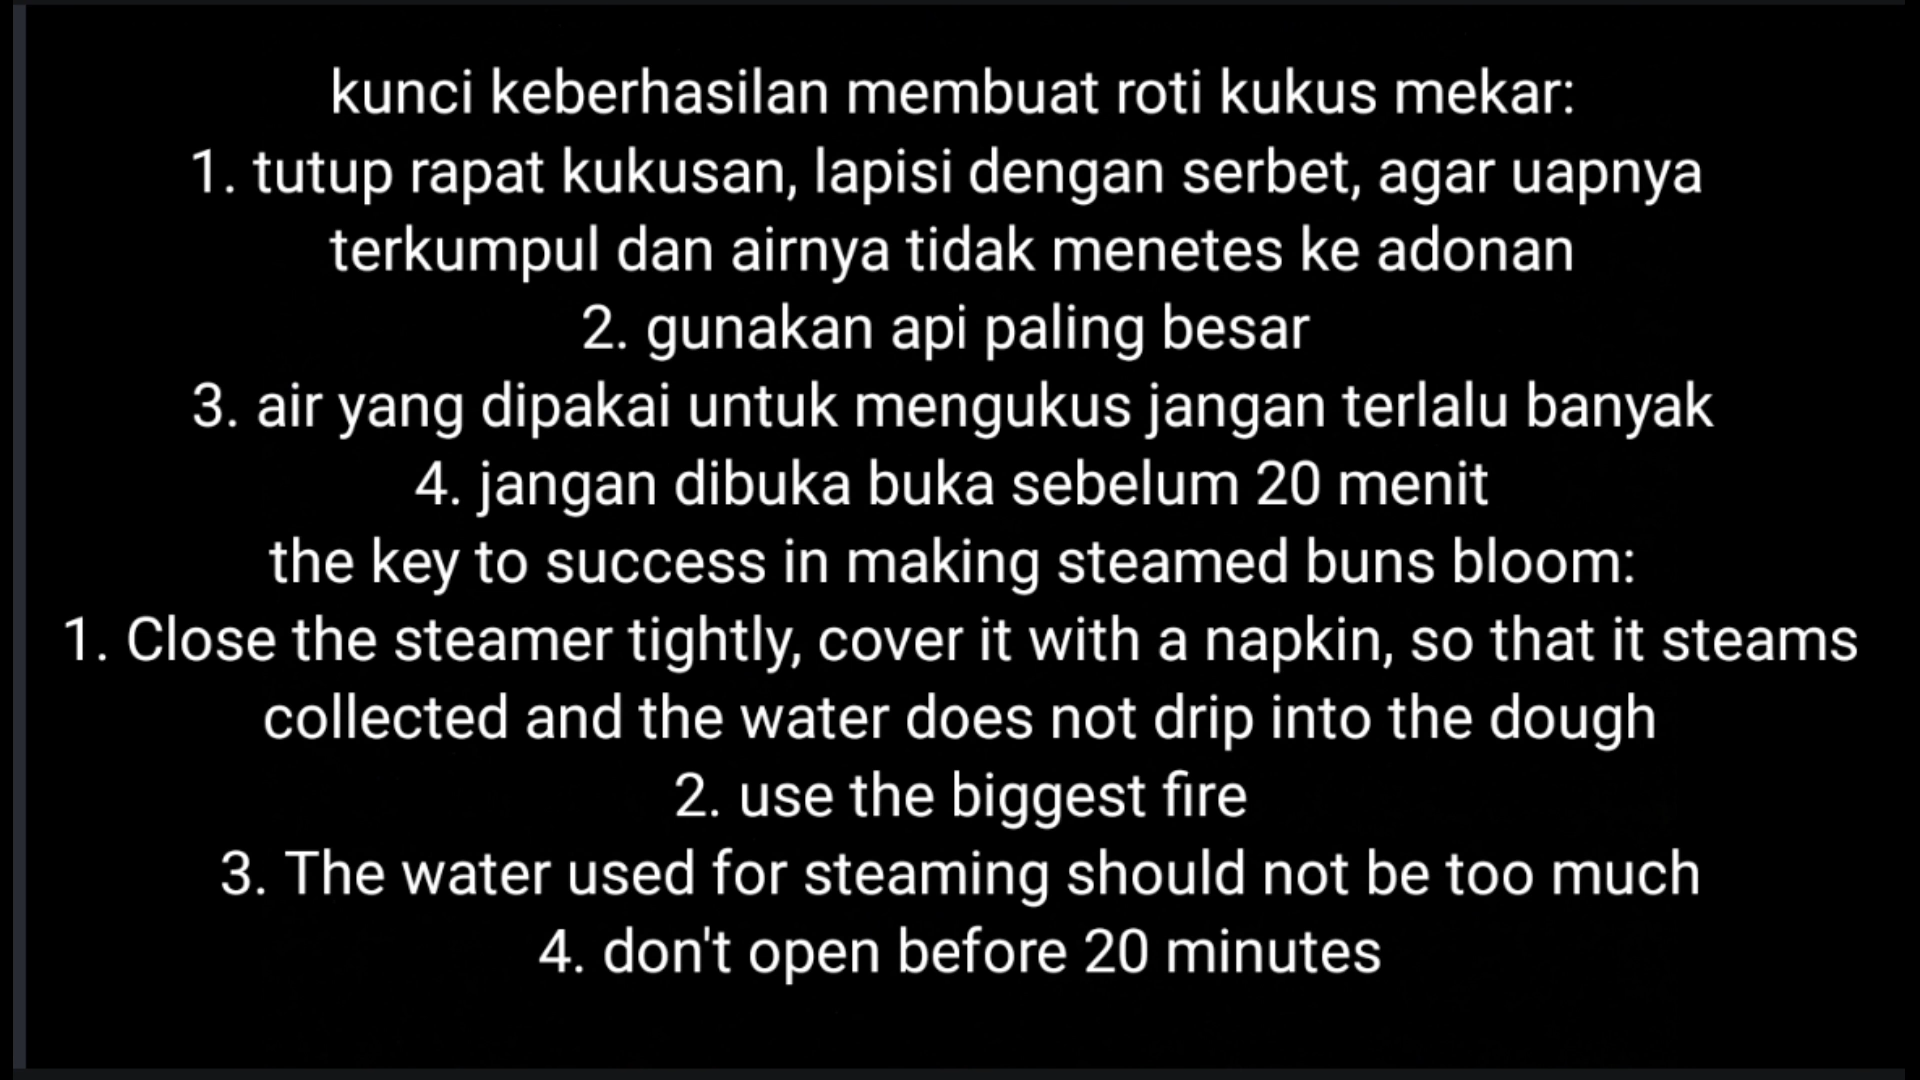 kunci keberhasilan membuat roti kukus mekar:
1. tutup rapat kukusan, lapisi dengan serbet, agar uapnya
terkumpul dan airnya tidak menetes ke adonan
2. gunakan api paling besar
3. air yang dipakai untuk mengukus jangan terlalu banyak
4. jangan dibuka buka sebelum 20 menit
the key to success in making steamed buns bloom:
1. Close the steamer tightly, cover it with a napkin, so that it steams
collected and the water does not drip into the dough
2. use the biggest fire
3. The water used for steaming should not be too much
4. don't open before 20 minutes